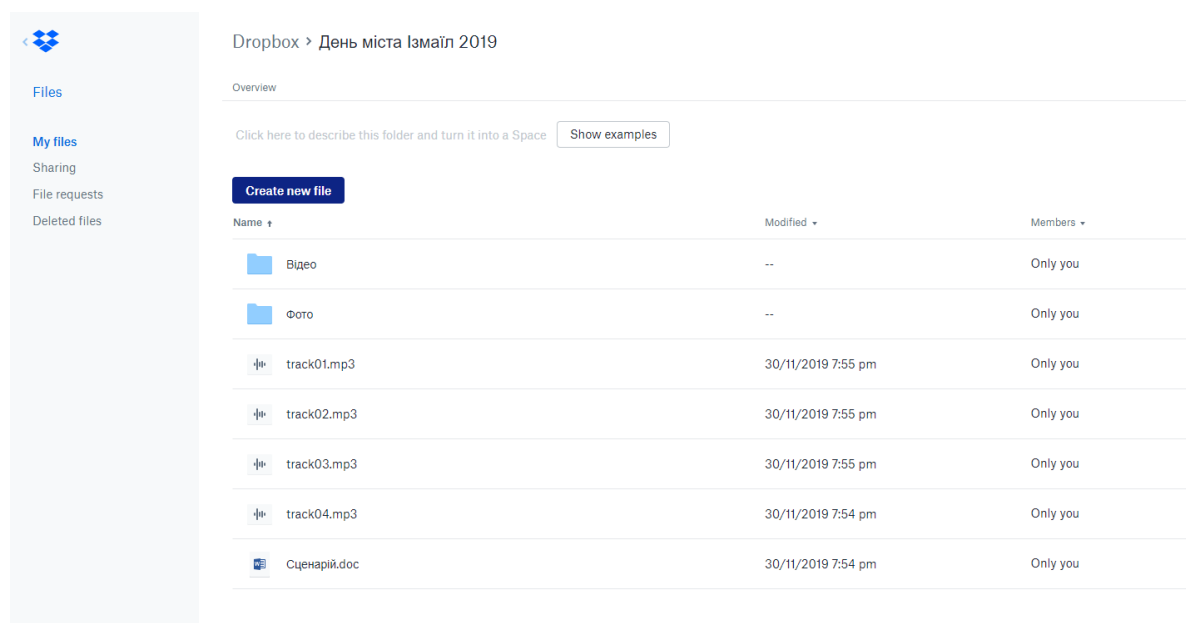 Dropbox > День міста Ізмаїл 2019
Files
Overview
My files
Sharing
File requests
Deleted files
Click here to describe this folder and turn it into a Space Show examples
Create new file
Name Modified Members
Відео -- Only you
Фото -- Only you
track01.mp3 30/11/2019 7:55 pm Only you
track02.mp3 30/11/2019 7:55 pm Only you
track03.mp3 30/11/2019 7:55 pm Only you
track04.mp3 30/11/2019 7:54 pm Only you
Сценарій.doc 30/11/2019 7:54 pm Only you